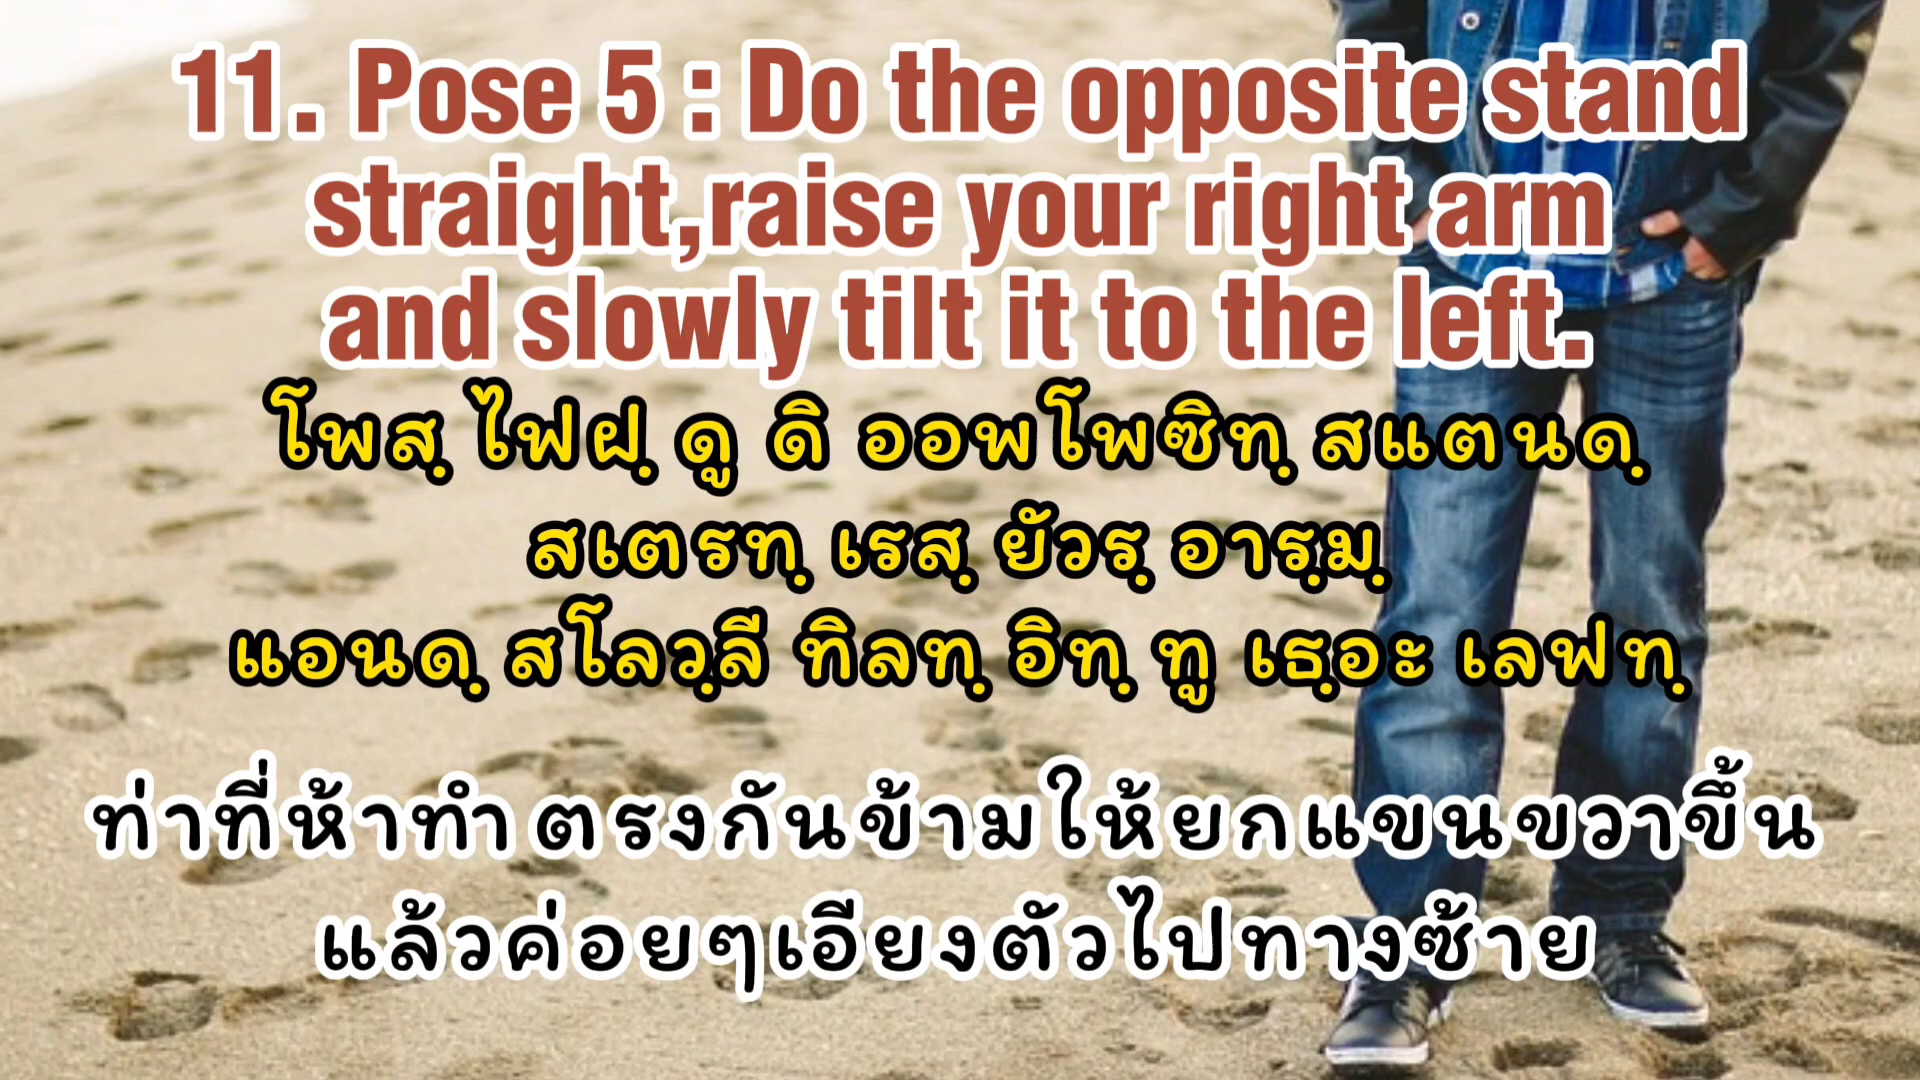 11. Pose 5 : Do the opposite stand
straight,raise your right arm
and slowly tilt it to the left.
โพสฺ ไฟฝฺ ดู ดิ ออพโพซิทฺ สแตนดฺ
สเตรทฺ เรสฺ ยัวรฺ อารฺมฺ
แอนดฺ สโลวฺลี ทิลทฺ อิทฺ ทู เธฺอะ เลฟทฺ
ท่าที่ห้าทำตรงกันข้ามให้ยกแขนขวาขึ้น
แล้วค่อยๆเอียงตัวไปทางซ้าย